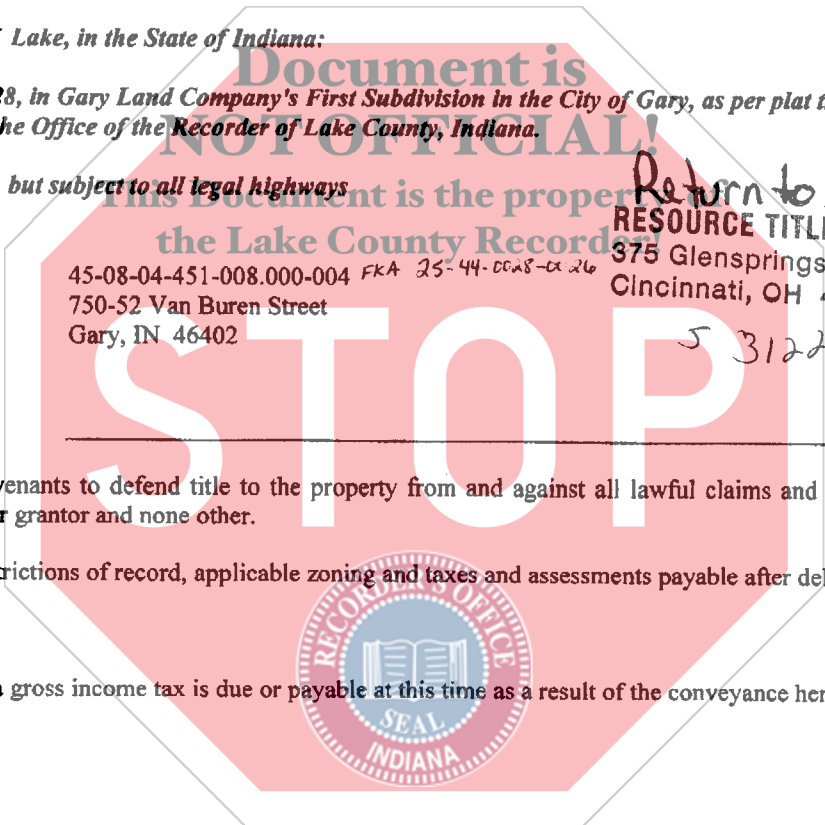 Lake, in the State of Indiana:
Document is
8, in Gary Land Company's First Subdivision in the City of Gary, as per plat
NOT OFFICIAL!
he Office of the Recorder of Lake County, Indiana.
but subject to all legal highways
This Document is the property of
the Lake County Recorder!
Return to
RESOURCE TITLE
375 Glensprings
Cincinnati, OH
45-08-04-451-008.000-004 FKA 25-44-0028-0026
750-52 Van Buren Street
Gary, IN 46402
5 3122
STOP
venants to defend title to the property from and against all lawful claims and
r grantor and none other.
rictions of record, applicable zoning and taxes and assessments payable after del
gross income tax is due or payable at this time as a result of the conveyance her
RECORDER'S OFFICE
SEAL
INDIANA